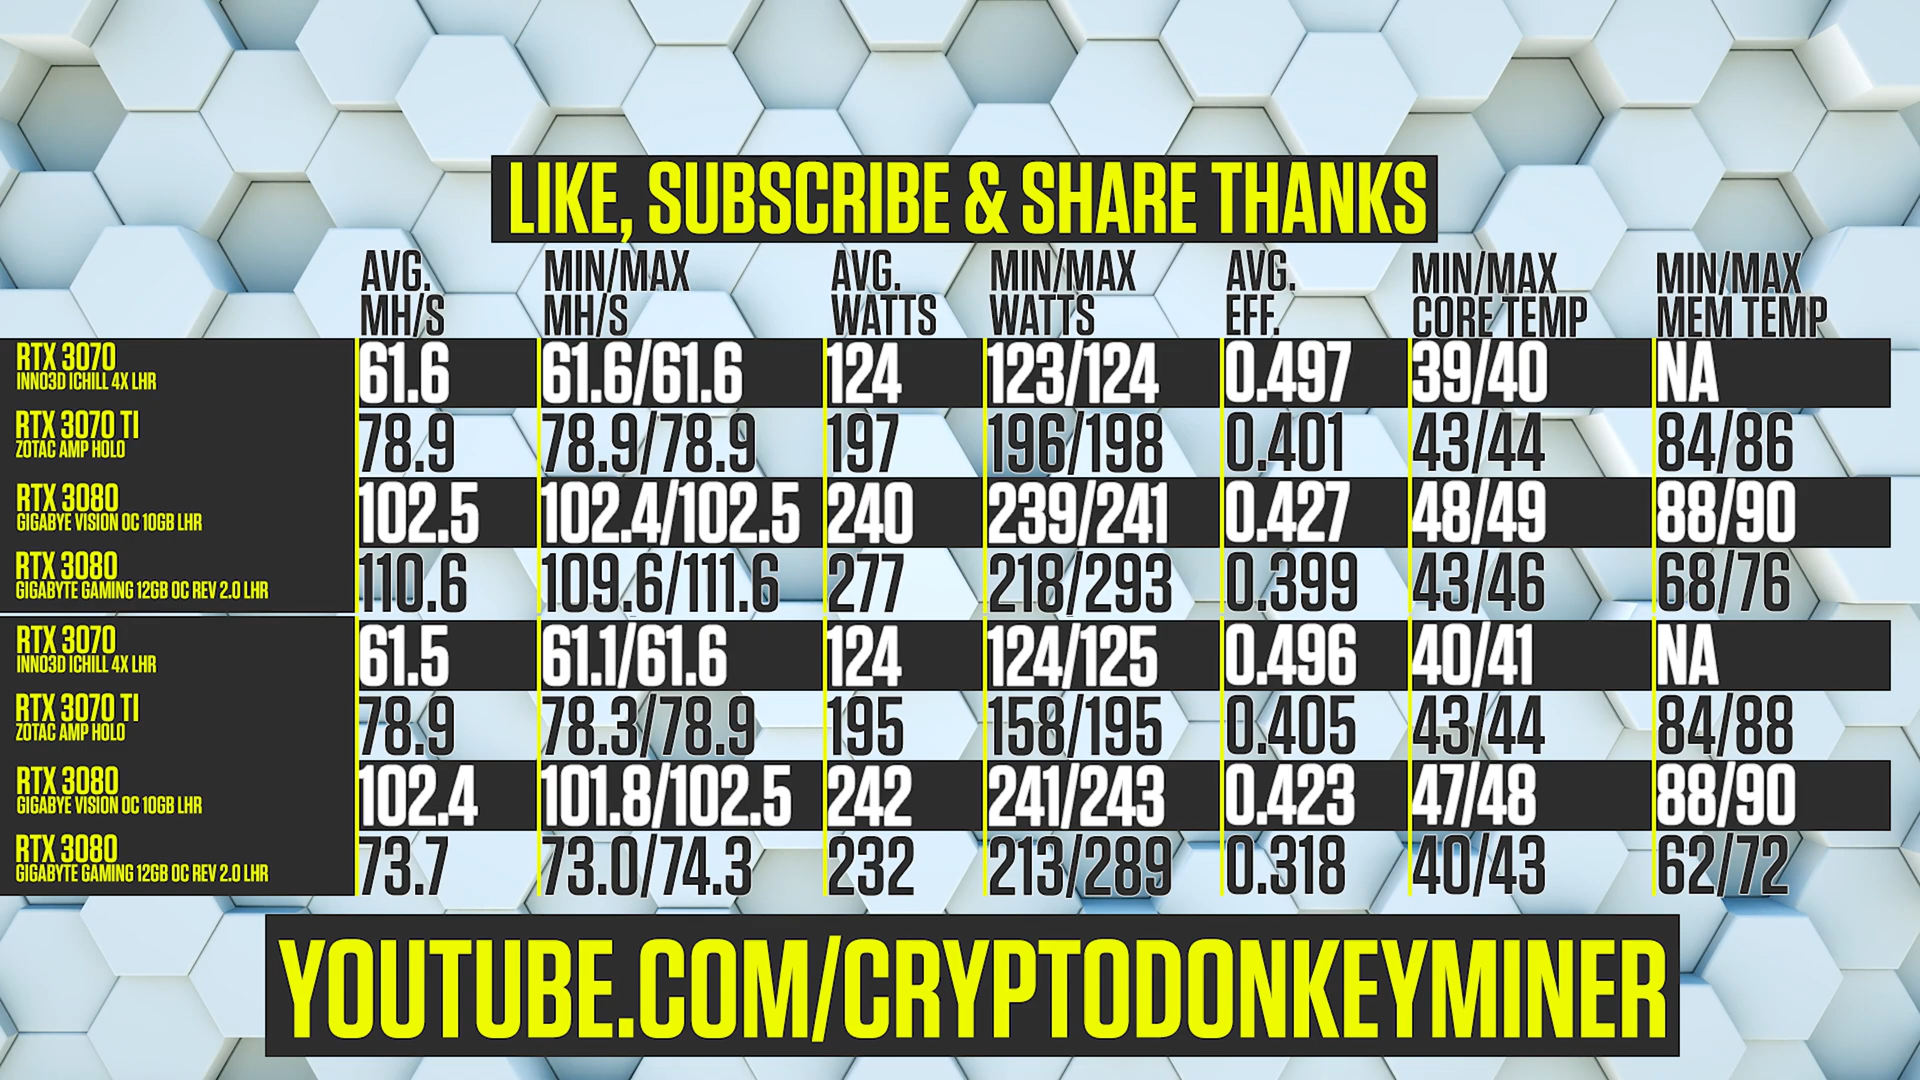 LIKE, SUBSCRIBE & SHARE THANKS
AVG. MH/S MIN/MAX MH/S AVG. WATTS MIN/MAX WATTS AVG. EFF. MIN/MAX CORE TEMP MIN/MAX MEM TEMP
RTX 3070 61.6 61.6/61.6 124 123/124 0.497 39/40 NA
INNO3D ICHILL 4X LHR
RTX 3070 TI 78.9 78.9/78.9 197 196/198 0.401 43/44 84/86
ZOTAC AMP HOLO
RTX 3080 102.5 102.4/102.5 240 239/241 0.427 48/49 88/90
GIGABYE VISION OC 10GB LHR
RTX 3080 110.6 109.6/111.6 277 218/293 0.399 43/46 68/76
GIGABYTE GAMING 12GB OC REV 2.0 LHR
RTX 3070 61.5 61.1/61.6 124 124/125 0.496 40/41 NA
INNO3D ICHILL 4X LHR
RTX 3070 TI 78.9 78.3/78.9 195 158/195 0.405 43/44 84/88
ZOTAC AMP HOLO
RTX 3080 102.4 101.8/102.5 242 241/243 0.423 47/48 88/90
GIGABYE VISION OC 10GB LHR
RTX 3080 73.7 73.0/74.3 232 213/289 0.318 40/43 62/72
GIGABYTE GAMING 12GB OC REV 2.0 LHR
YOUTUBE.COM/CRYPTODONKEYMINER